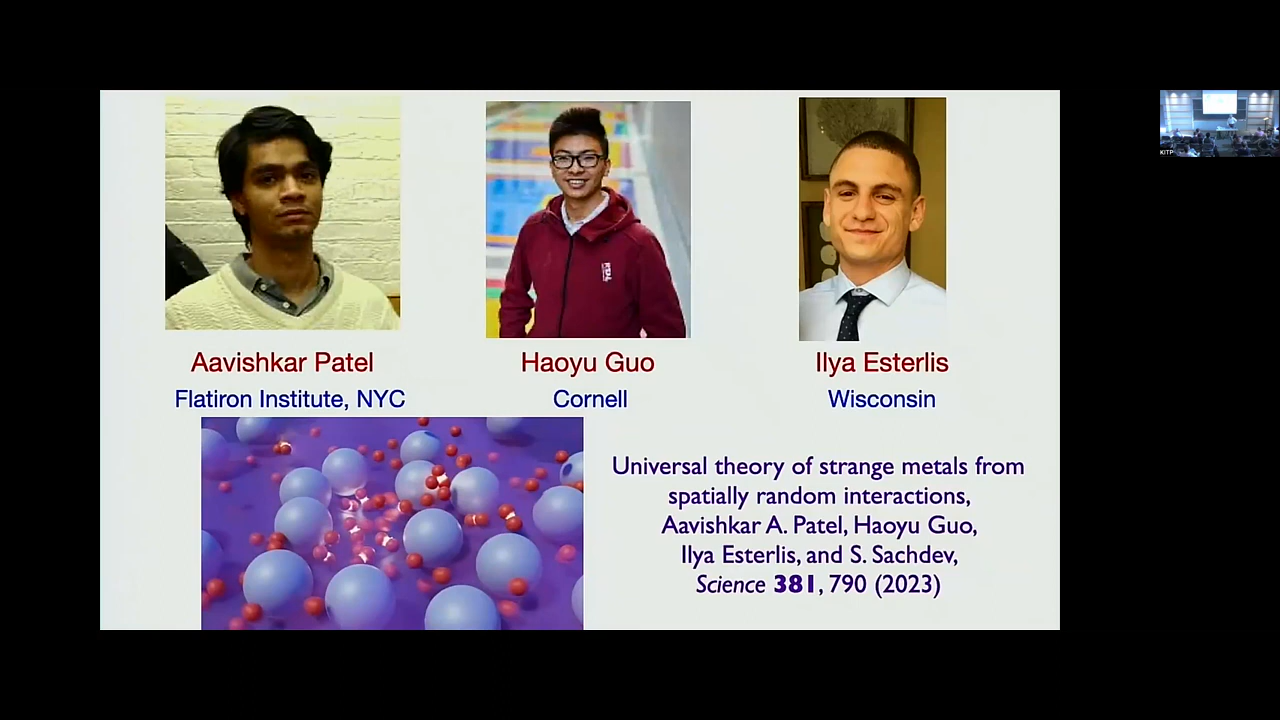 Aavishkar Patel
Flatiron Institute, NYC
Haoyu Guo
Cornell
Ilya Esterlis
Wisconsin
Universal theory of strange metals from
spatially random interactions,
Aavishkar A. Patel, Haoyu Guo,
Ilya Esterlis, and S. Sachdev,
Science 381, 790 (2023)
KITP